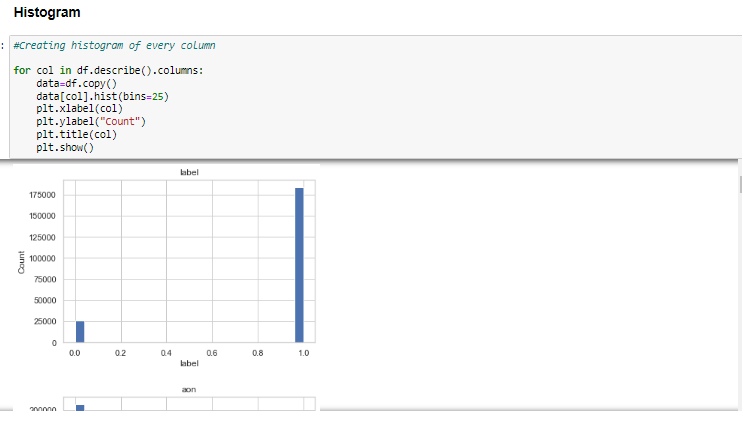 Histogram
: #Creating histogram of every column
for col in df.describe().columns:
data=df.copy()
data[col].hist(bins=25)
plt.xlabel(col)
plt.ylabel("Count")
plt.title(col)
plt.show()
label
175000
150000
125000
100000
75000
50000
25000
0
Count
0.0 0.2 0.4 0.6 0.8 1.0
label
aon
200000